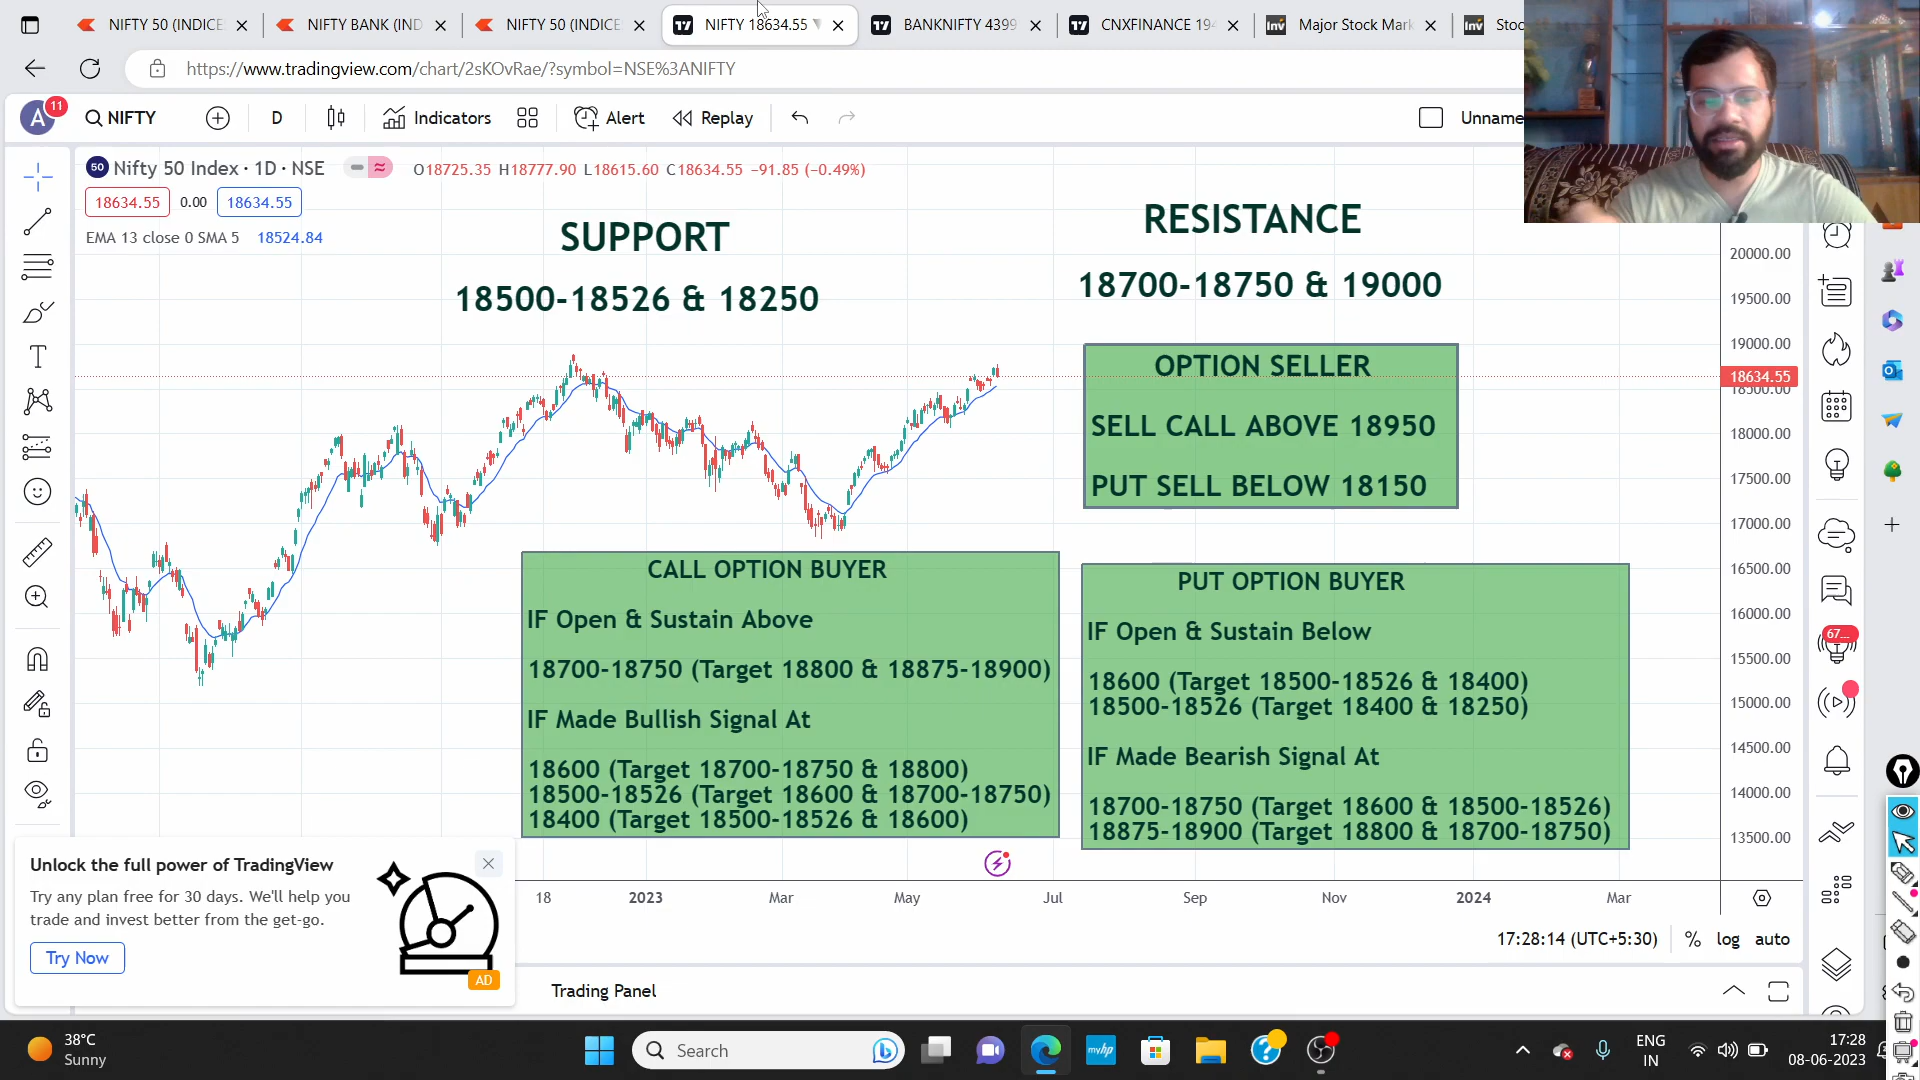 NIFTY 50 (INDICE
NIFTY BANK (IND
NIFTY 50 (INDICE
NIFTY 18634.55
BANKNIFTY 4399
CNXFINANCE 194
Major Stock Mark
Stoc
https://www.tradingview.com/chart/2sKOvRae/?symbol=NSE%3ANIFTY
A
11
NIFTY
D
Indicators
Alert
Replay
Unname
50 Nifty 50 Index · 1D · NSE
O18725.35 H18777.90 L18615.60 C18634.55 −91.85 (−0.49%)
18634.55 0.00 18634.55
EMA 13 close 0 SMA 5 18524.84
SUPPORT
18500-18526 & 18250
RESISTANCE
18700-18750 & 19000
OPTION SELLER
SELL CALL ABOVE 18950
PUT SELL BELOW 18150
CALL OPTION BUYER
IF Open & Sustain Above
18700-18750 (Target 18800 & 18875-18900)
IF Made Bullish Signal At
18600 (Target 18700-18750 & 18800)
18500-18526 (Target 18600 & 18700-18750)
18400 (Target 18500-18526 & 18600)
PUT OPTION BUYER
IF Open & Sustain Below
18600 (Target 18500-18526 & 18400)
18500-18526 (Target 18400 & 18250)
IF Made Bearish Signal At
18700-18750 (Target 18600 & 18500-18526)
18875-18900 (Target 18800 & 18700-18750)
20000.00
19500.00
19000.00
18634.55
18500.00
18000.00
17500.00
17000.00
16500.00
16000.00
15500.00
15000.00
14500.00
14000.00
13500.00
67...
Unlock the full power of TradingView
Try any plan free for 30 days. We'll help you
trade and invest better from the get-go.
Try Now
AD
18 2023 Mar May Jul Sep Nov 2024 Mar
17:28:14 (UTC+5:30) % log auto
Trading Panel
38°C
Sunny
Search
myhp
ENG
IN
17:28
08-06-2023